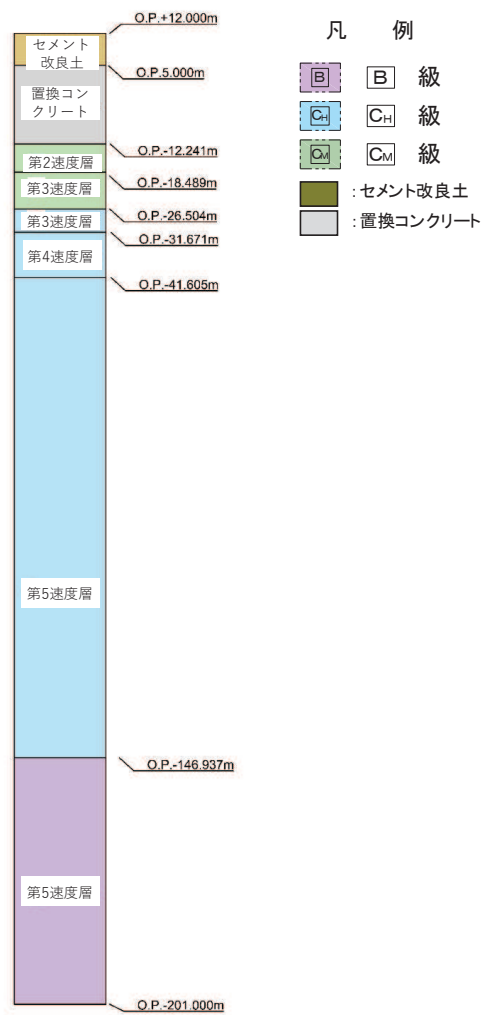 O.P.+12.000m
セメント
改良土
O.P.5.000m
置換コン
クリート
O.P.-12.241m
第2速度層
O.P.-18.489m
第3速度層
O.P.-26.504m
第3速度層
O.P.-31.671m
第4速度層
O.P.-41.605m
第5速度層
O.P.-146.937m
第5速度層
O.P.-201.000m
凡 例
B B 級
CH CH 級
CM CM 級
:セメント改良土
:置換コンクリート